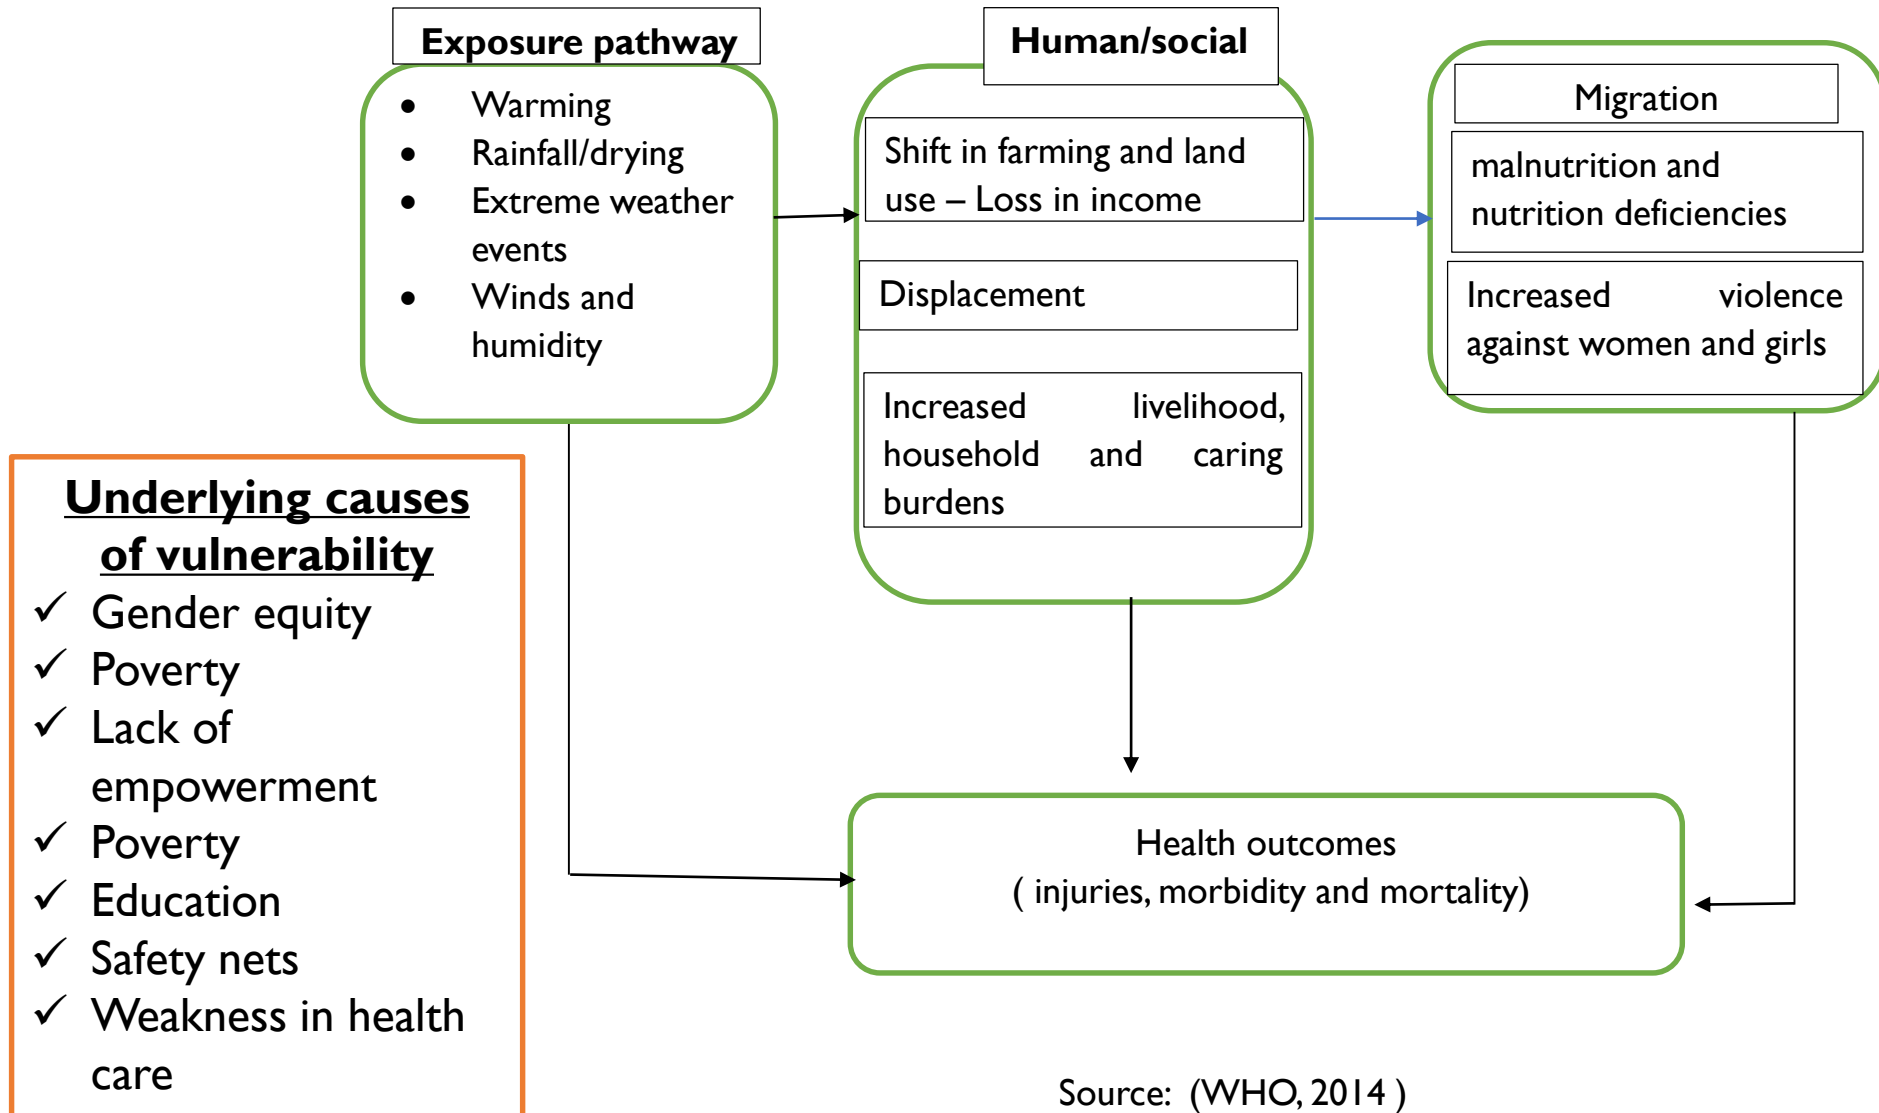 Exposure pathway
• Warming
• Rainfall/drying
• Extreme weather
events
• Winds and
humidity
Human/social
Shift in farming and land
use – Loss in income
Displacement
Increased livelihood,
household and caring
burdens
Migration
malnutrition and
nutrition deficiencies
Increased violence
against women and girls
Underlying causes
of vulnerability
✓ Gender equity
✓ Poverty
✓ Lack of
empowerment
✓ Poverty
✓ Education
✓ Safety nets
✓ Weakness in health
care
Health outcomes
( injuries, morbidity and mortality)
Source: (WHO, 2014 )